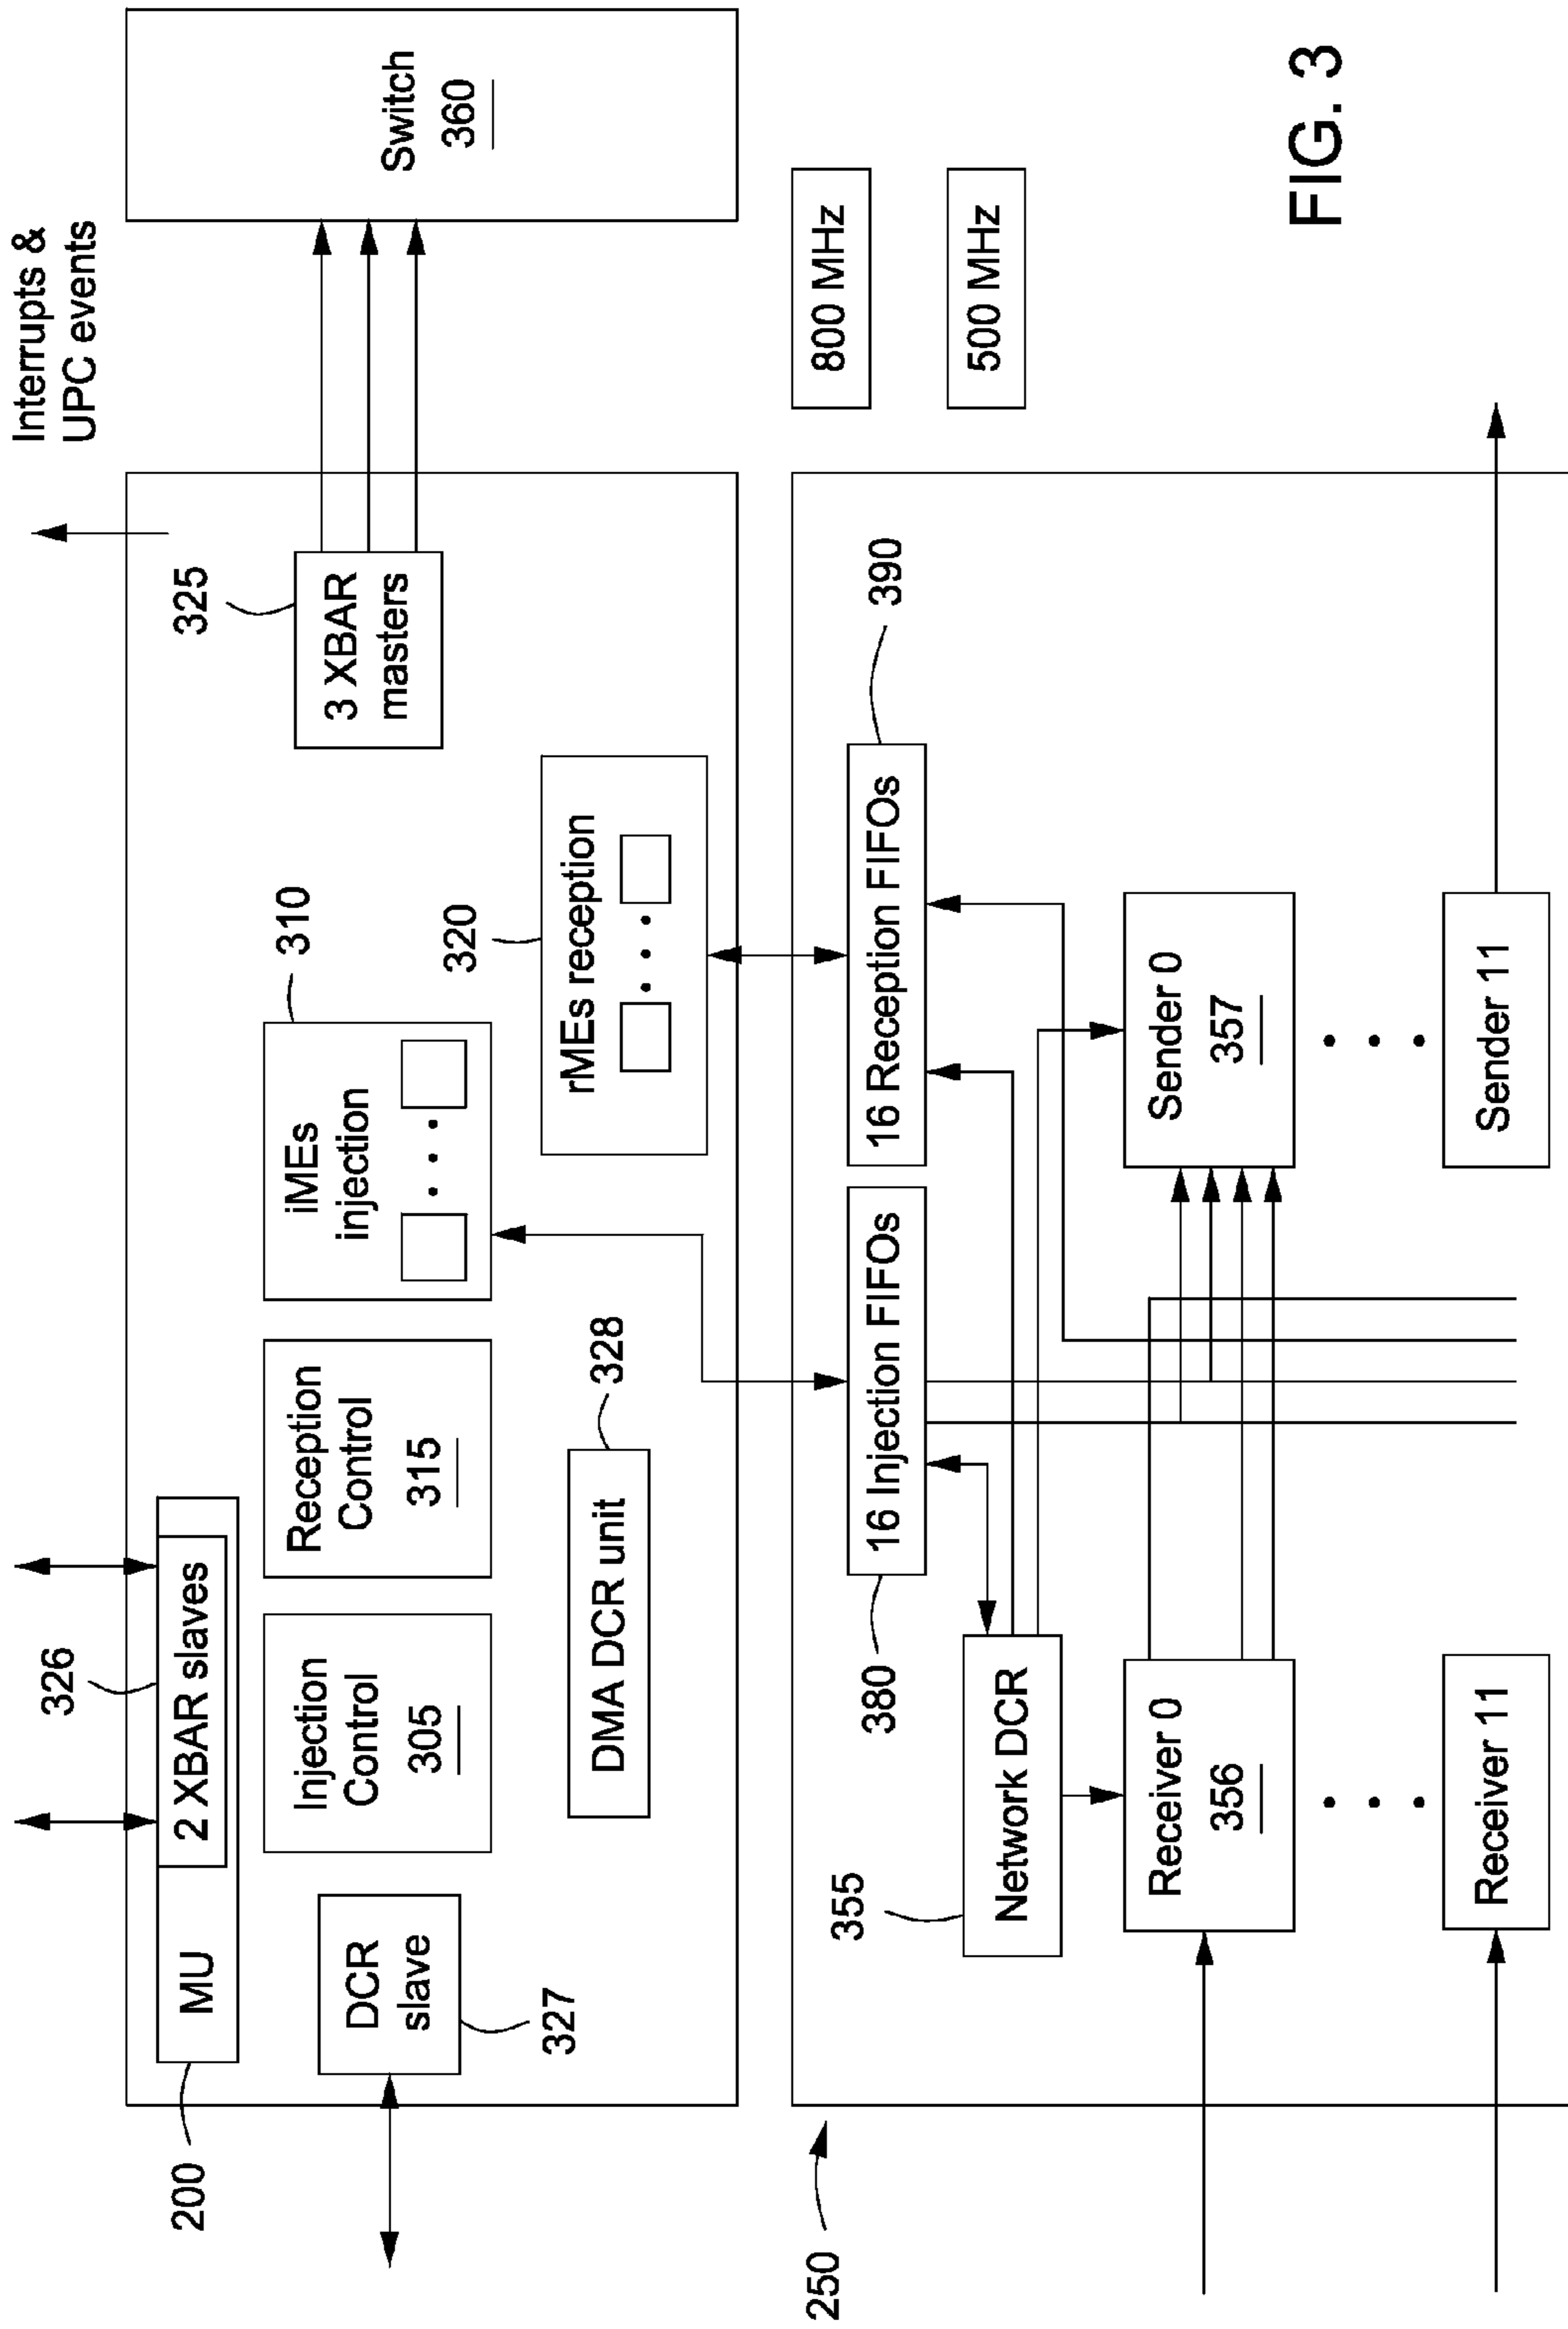 Interrupts &
UPC events
326
325
200
MU
2 XBAR slaves
3 XBAR
masters
Switch
360
DCR
slave
327
Injection
Control
305
Reception
Control
315
iMEs
injection
310
320
rMEs reception
DMA DCR unit
328
250
355
380
16 Injection FIFOs
16 Reception FIFOs
390
800 MHz
500 MHz
Network DCR
Receiver 0
356
Sender 0
357
Receiver 11
Sender 11
FIG. 3